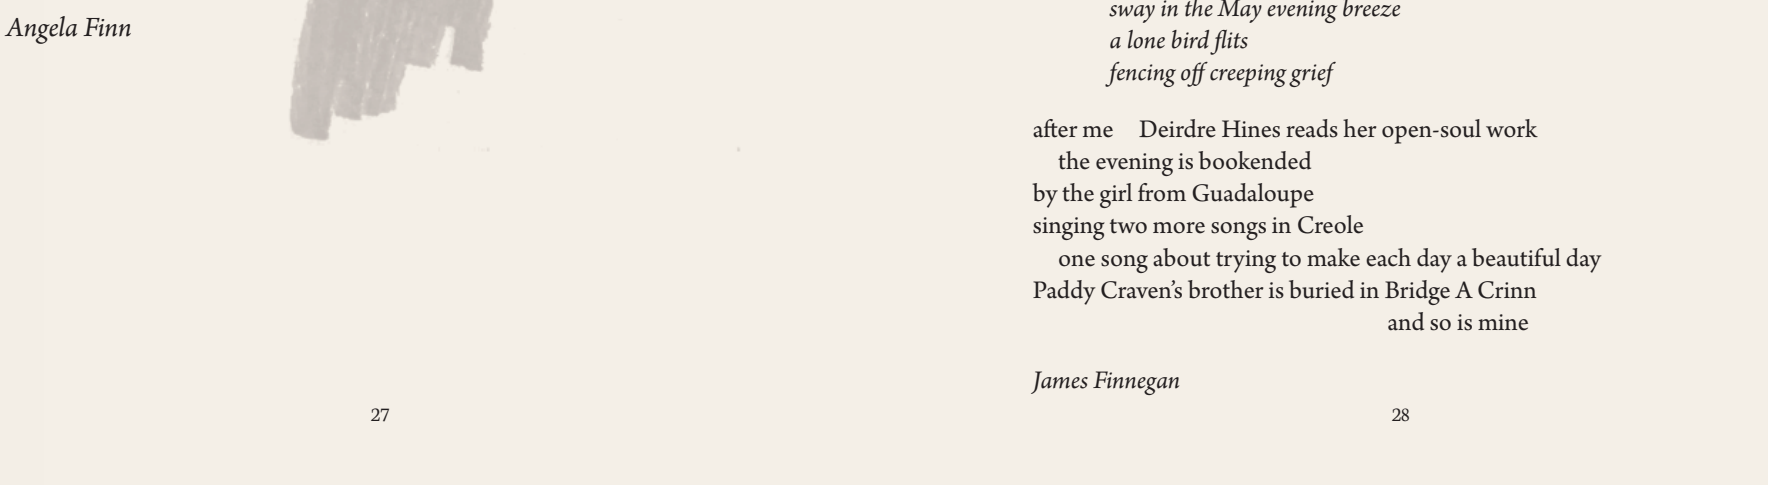 Angela Finn
27
sway in the May evening breeze
a lone bird flits
fencing off creeping grief
after me Deirdre Hines reads her open-soul work
the evening is bookended
by the girl from Guadaloupe
singing two more songs in Creole
one song about trying to make each day a beautiful day
Paddy Craven’s brother is buried in Bridge A Crinn
and so is mine
James Finnegan
28